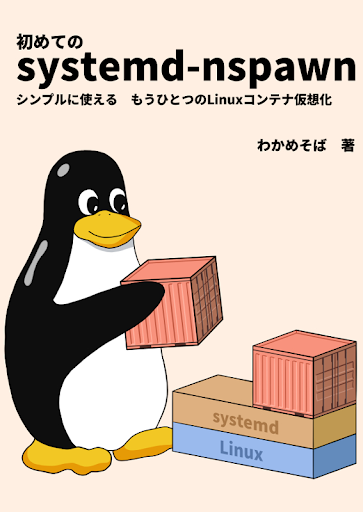 初めての
systemd-nspawn
シンプルに使える　もうひとつのLinuxコンテナ仮想化
わかめそば　著
systemd
Linux